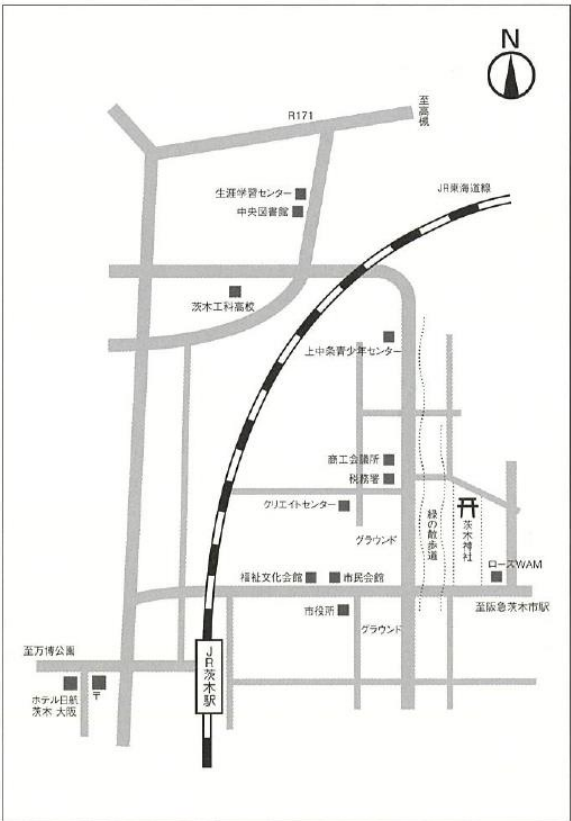 N
至高槻
R171
JR東海道線
生涯学習センター
中央図書館
茨木工科高校
上中条青少年センター
商工会議所
税務署
クリエイトセンター
グラウンド
緑の散歩道
茨木神社
ローズWAM
福祉文化会館
市民会館
至阪急茨木市駅
市役所
グラウンド
至万博公園
JR茨木駅
ホテル日航
茨木 大阪
〒